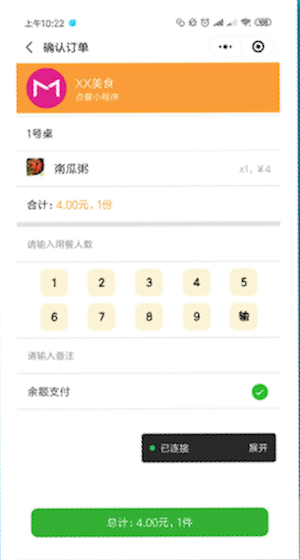 上午10:22
确认订单
XX美食
点餐小程序
1号桌
南瓜粥 x1, ¥4
合计: 4.00元, 1份
请输入用餐人数
1 2 3 4 5
6 7 8 9 输
请输入备注
余额支付
已连接 展开
总计: 4.00元, 1件